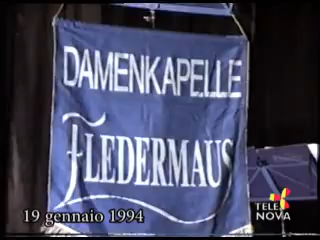 DAMENKAPELLE
FLEDERMAUS
19 gennaio 1994
TELE
NOVA